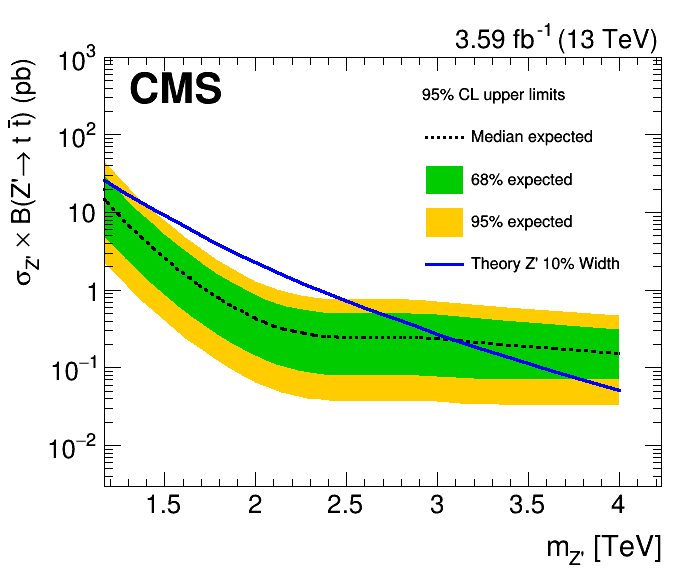 3.59 fb⁻¹ (13 TeV)
CMS
95% CL upper limits
Median expected
68% expected
95% expected
Theory Z' 10% Width
σ_Z' × B(Z'→ t t̄) (pb)
10³
10²
10
1
10⁻¹
10⁻²
1.5 2 2.5 3 3.5 4
m_Z' [TeV]